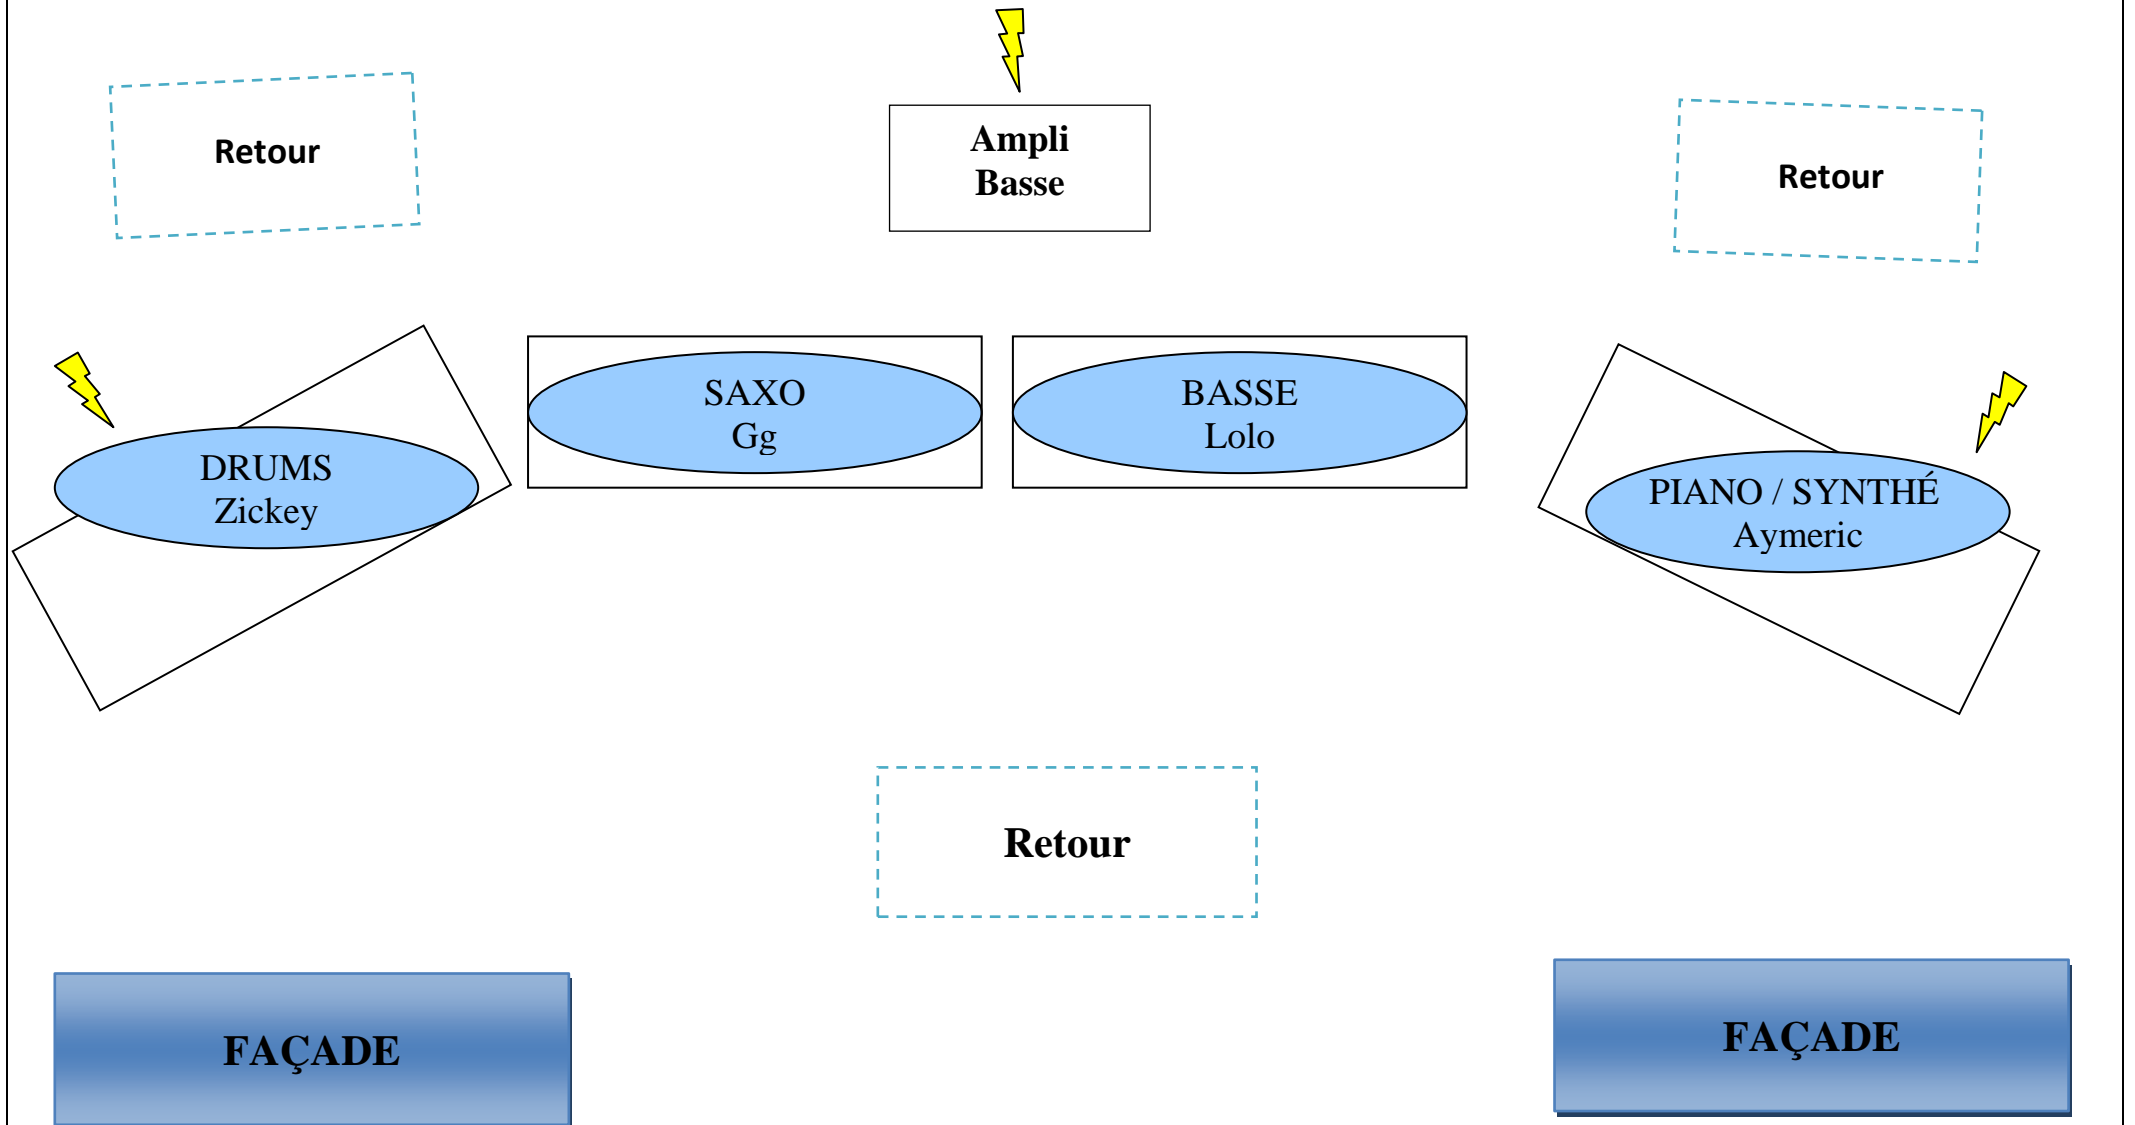 Retour
Ampli
Basse
Retour
DRUMS
Zickey
SAXO
Gg
BASSE
Lolo
PIANO / SYNTHÉ
Aymeric
Retour
FAÇADE
FAÇADE